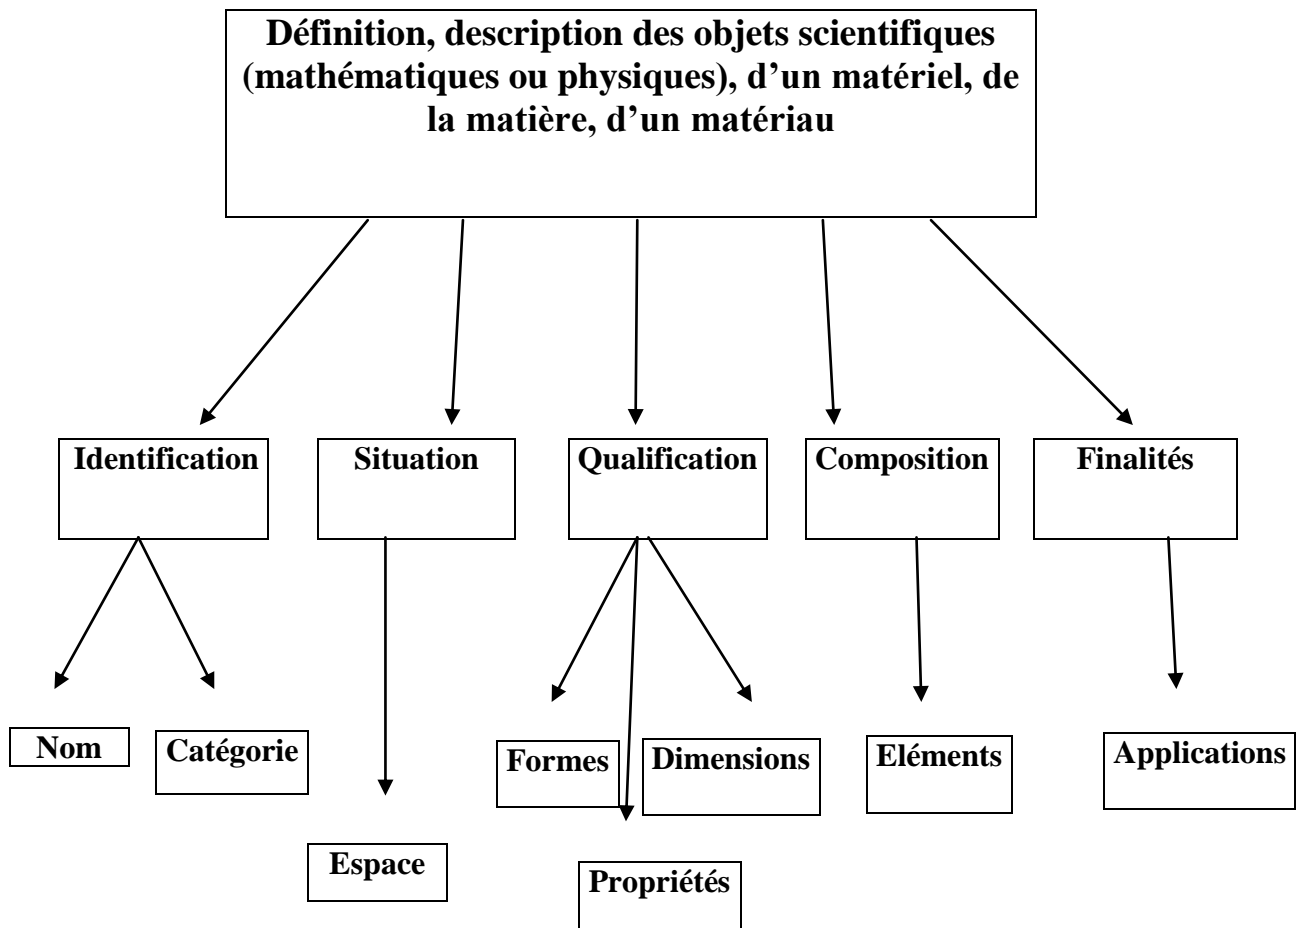 Définition, description des objets scientifiques
(mathématiques ou physiques), d’un matériel, de
la matière, d’un matériau
Identification
Situation
Qualification
Composition
Finalités
Nom
Catégorie
Formes
Dimensions
Eléments
Applications
Espace
Propriétés